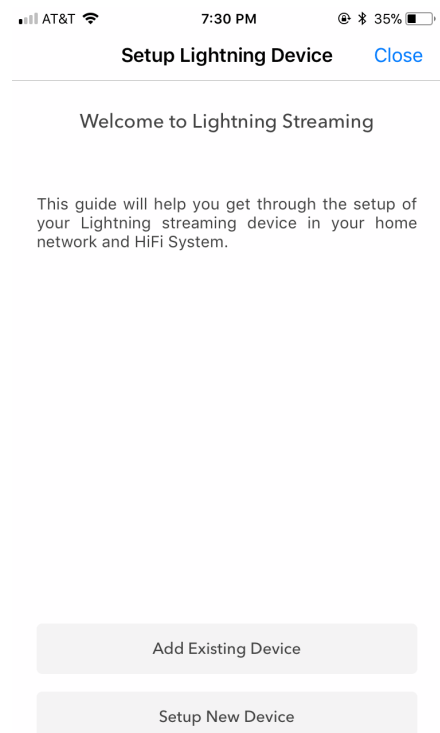 AT&T 7:30 PM 35%
Setup Lightning Device Close
Welcome to Lightning Streaming
This guide will help you get through the setup of
your Lightning streaming device in your home
network and HiFi System.
Add Existing Device
Setup New Device